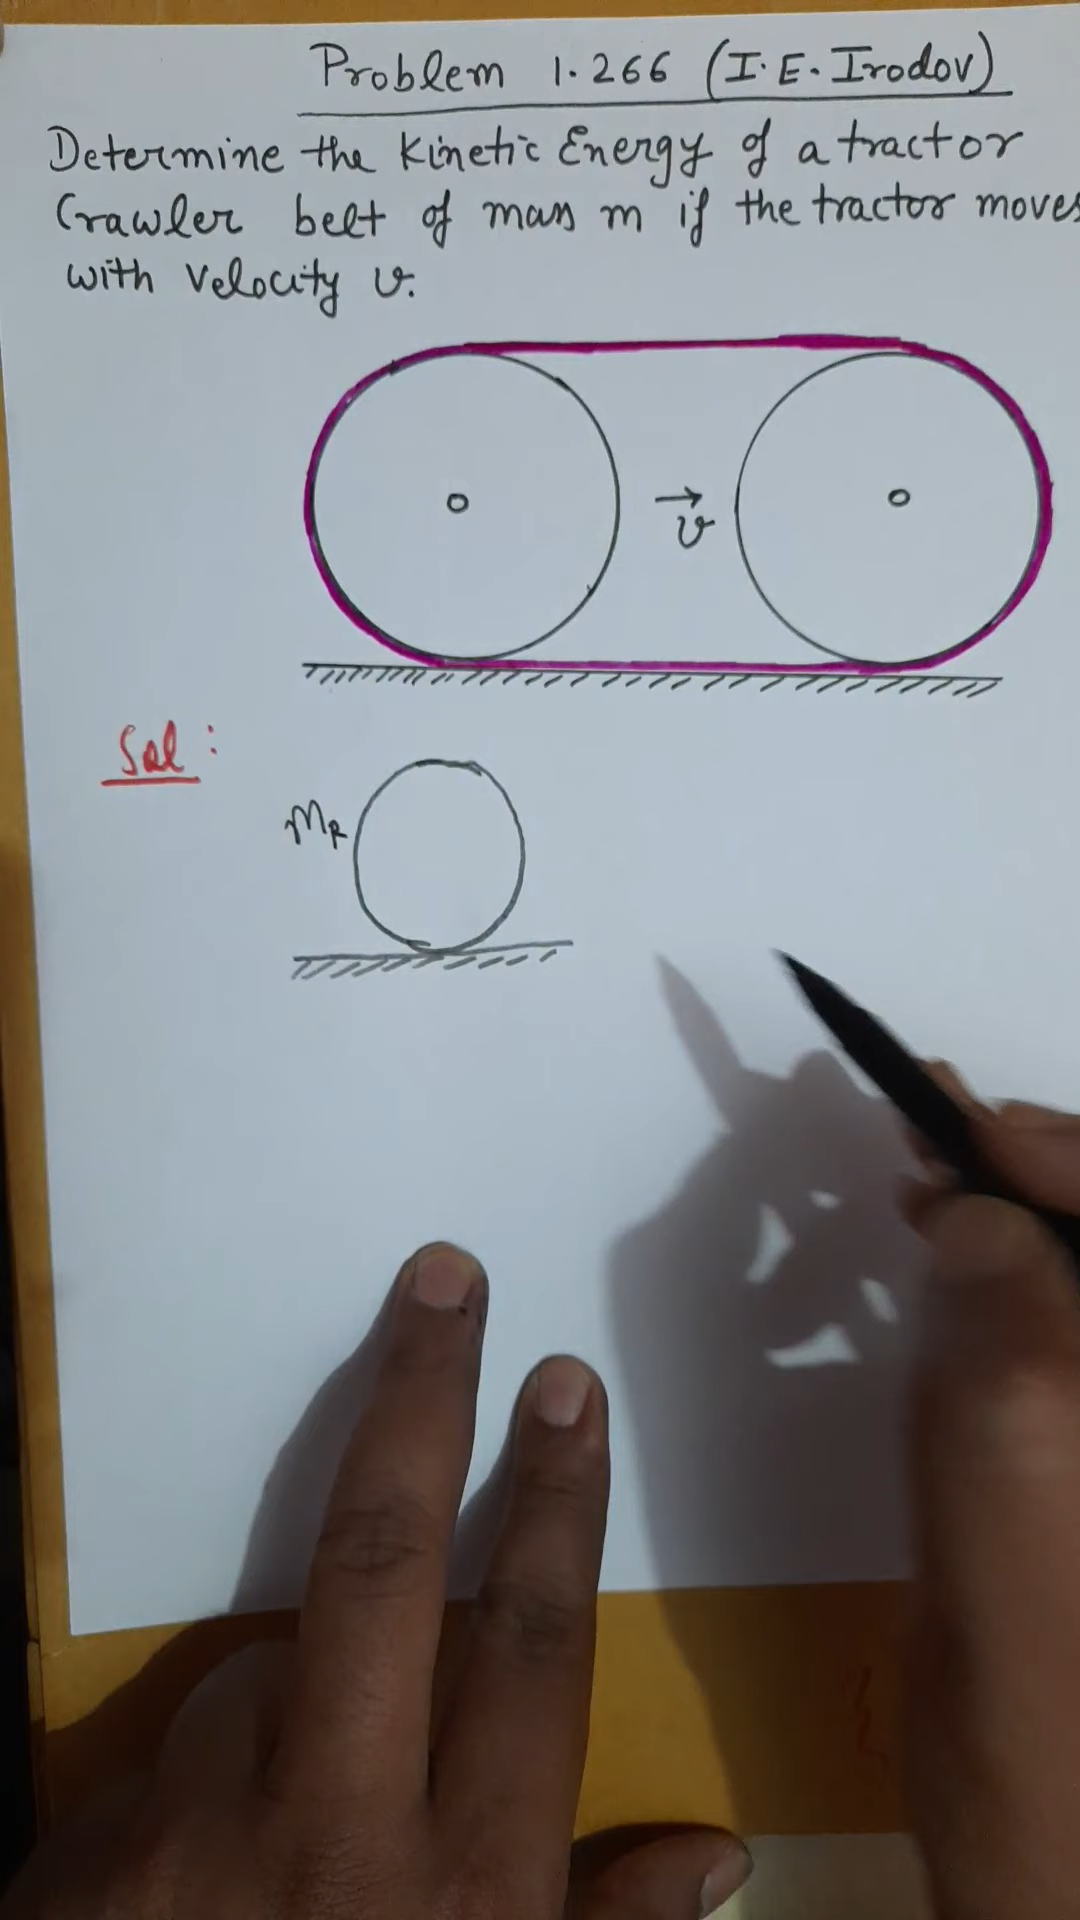 Problem 1.266 (I.E. Irodov)
Determine the Kinetic Energy of a tractor
Crawler belt of mass m if the tractor moves
with velocity v.
v
Sol:
m_R